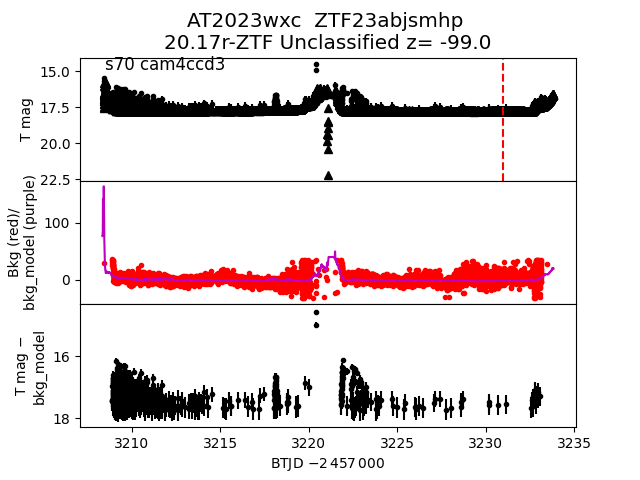 AT2023wxc  ZTF23abjsmhp
20.17r-ZTF Unclassified z= -99.0
s70 cam4ccd3
15.0
17.5
20.0
22.5
T mag
100
0
Bkg (red)/
bkg_model (purple)
16
18
T mag −
bkg_model
3210
3215
3220
3225
3230
3235
BTJD −2 457 000